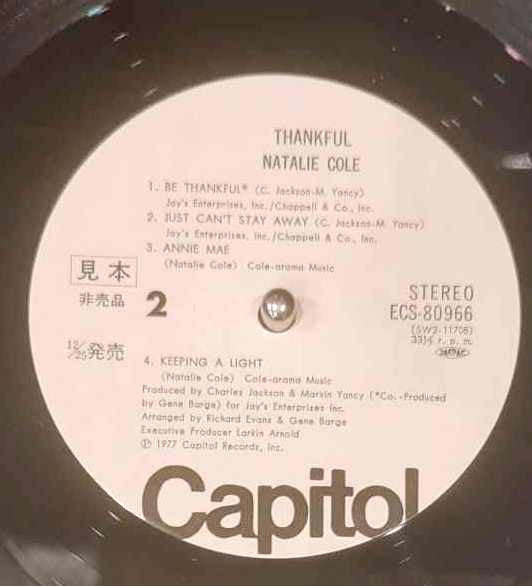 THANKFUL
NATALIE COLE
1. BE THANKFUL* (C. Jackson-M. Yancy)
Jay's Enterprises, Inc./Chappell & Co., Inc.
2. JUST CAN'T STAY AWAY (C. Jackson-M. Yancy)
Jay's Enterprises, Inc./Chappell & Co., Inc.
3. ANNIE MAE
(Natalie Cole) Cole-arama Music
見本
非売品
2
STEREO
ECS-80966
(SW2-11708)
33⅓ r. p. m.
12/25発売
4. KEEPING A LIGHT
(Natalie Cole) Cole-arama Music
Produced by Charles Jackson & Marvin Yancy (*Co.-Produced
by Gene Barge) for Jay's Enterprises Inc.
Arranged by Richard Evans & Gene Barge
Executive Producer Larkin Arnold
Ⓟ 1977 Capitol Records, Inc.
Capitol